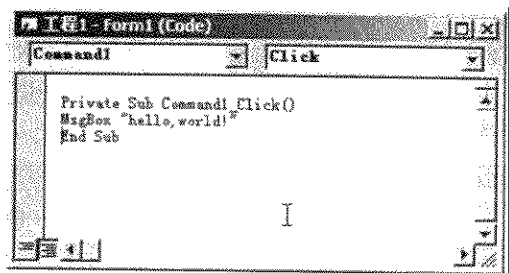 工程1 - Form1 (Code)
Command1 Click
Private Sub Command1_Click()
MsgBox "hello,world!"
End Sub